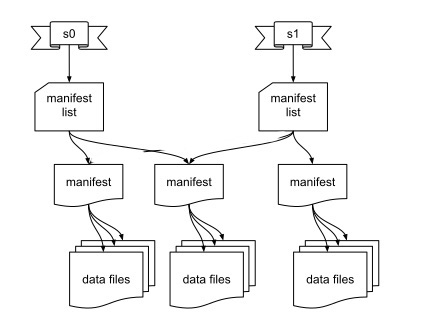 s0
s1
manifest
list
manifest
list
manifest
manifest
manifest
data files
data files
data files